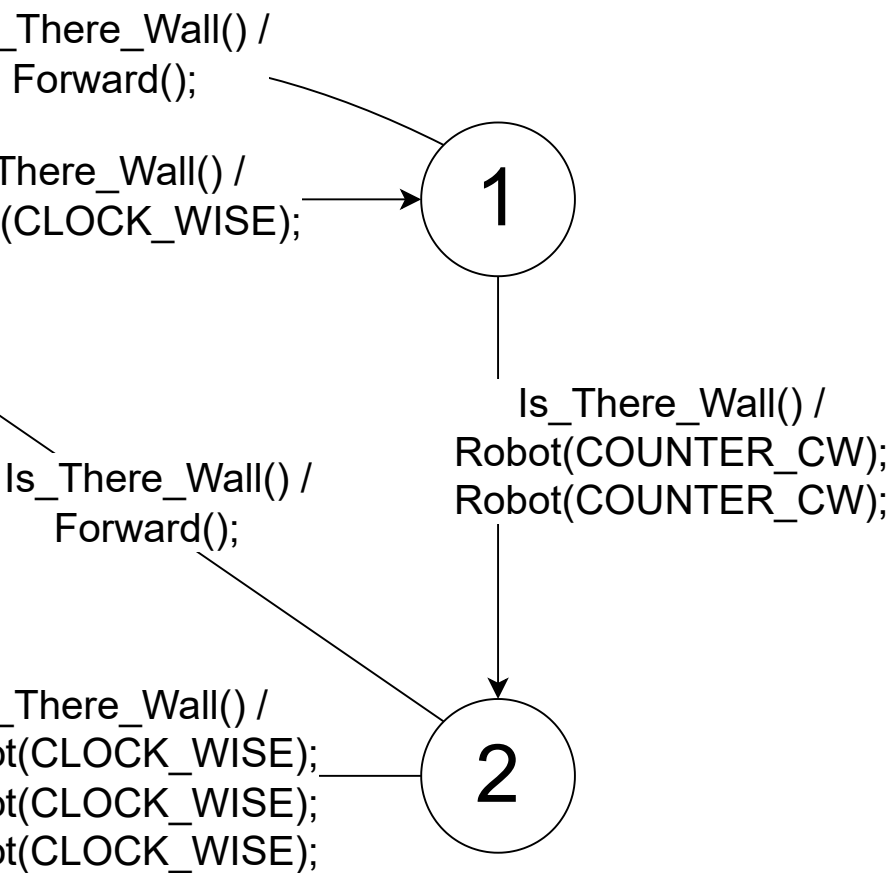 _There_Wall() /
Forward();
There_Wall() /
(CLOCK_WISE);
1
Is_There_Wall() /
Robot(COUNTER_CW);
Robot(COUNTER_CW);
Is_There_Wall() /
Forward();
_There_Wall() /
ot(CLOCK_WISE);
ot(CLOCK_WISE);
ot(CLOCK_WISE);
2